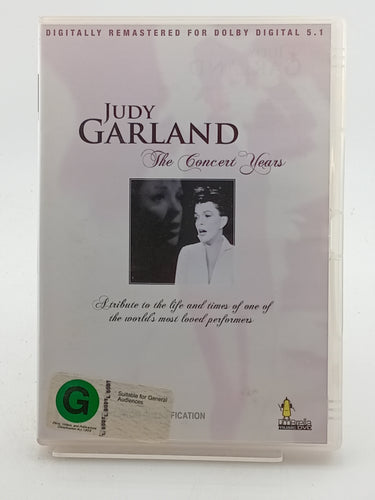 DIGITALLY REMASTERED FOR DOLBY DIGITAL 5.1
JUDY
GARLAND
The Concert Years
A tribute to the life and times of one of
the world's most loved performers
G
Suitable for General
Audiences